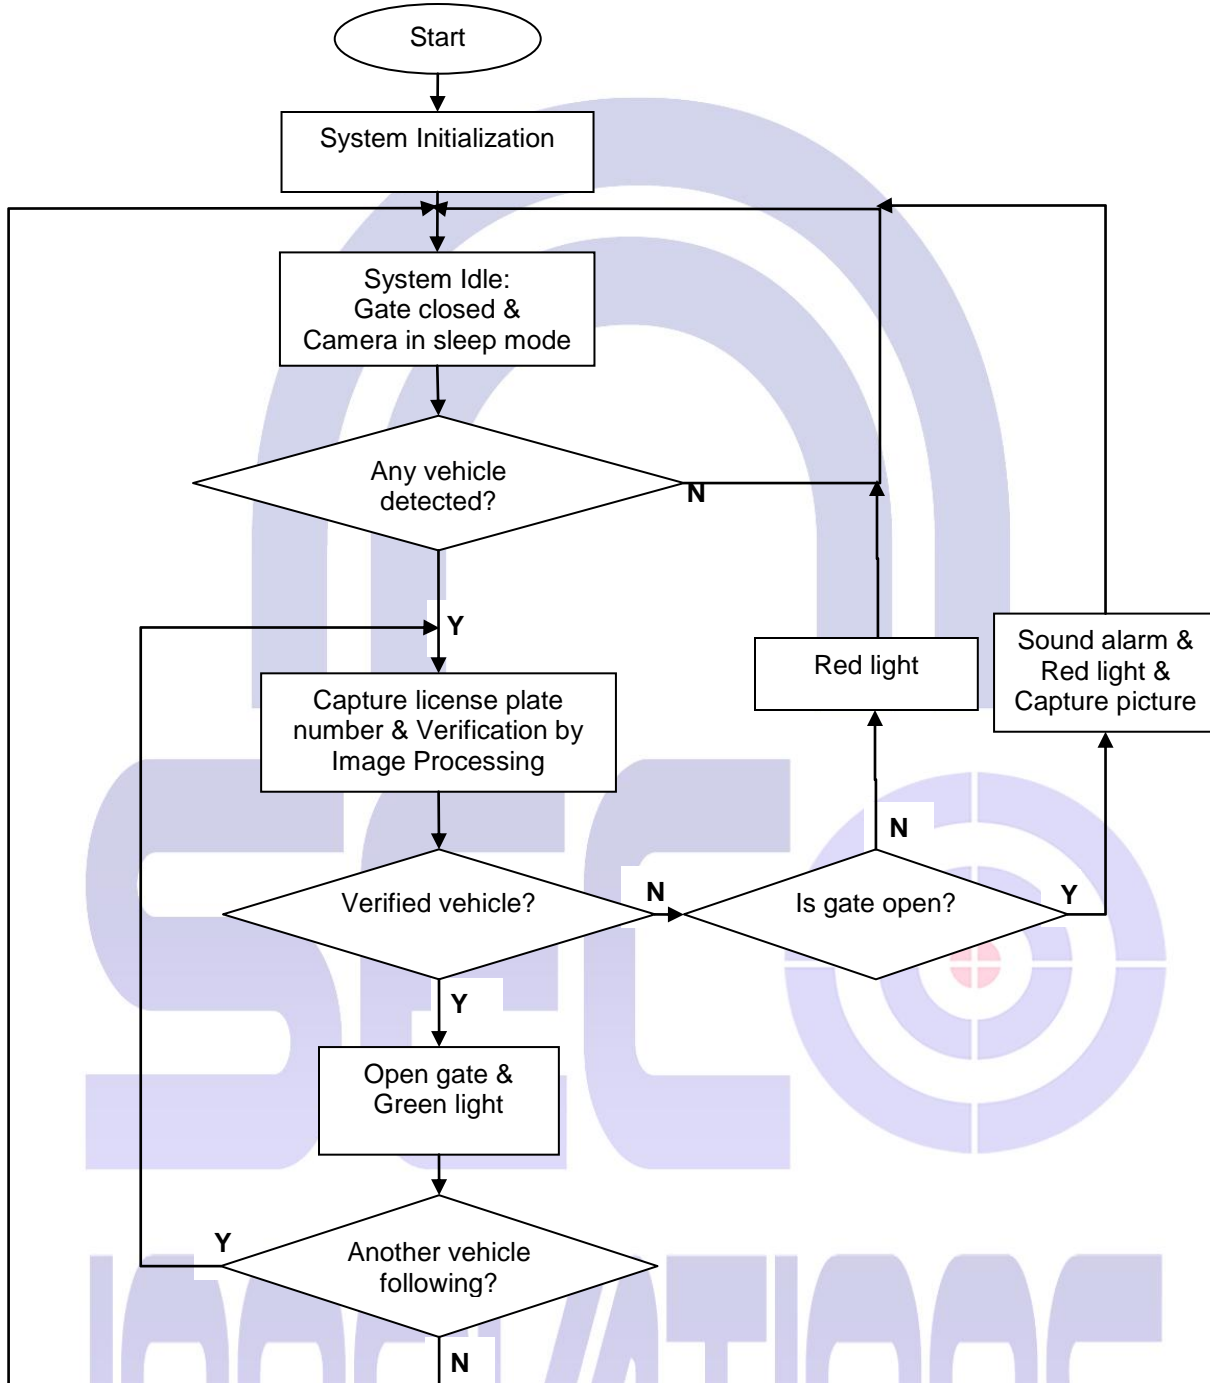 Start
System Initialization
System Idle:
Gate closed &
Camera in sleep mode
Any vehicle
detected?
N
Y
Capture license plate
number & Verification by
Image Processing
Red light
Sound alarm &
Red light &
Capture picture
Verified vehicle?
N
Is gate open?
N
Y
Y
Open gate &
Green light
Another vehicle
following?
Y
N
SEC